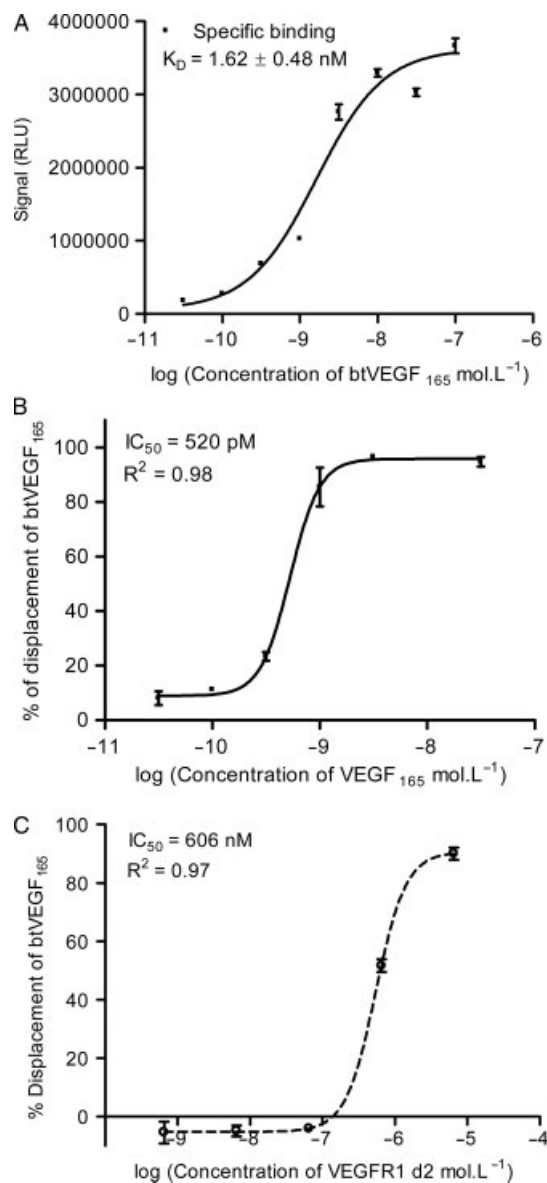 A
Specific binding
K_D = 1.62 ± 0.48 nM
Signal (RLU)
4000000
3000000
2000000
1000000
0
−11 −10 −9 −8 −7 −6
log (Concentration of btVEGF 165 mol.L⁻¹)
B
IC50 = 520 pM
R² = 0.98
% of displacement of btVEGF165
100
80
60
40
20
0
−11 −10 −9 −8 −7
log (Concentration of VEGF 165 mol.L⁻¹)
C
IC50 = 606 nM
R² = 0.97
% Displacement of btVEGF165
100
80
60
40
20
0
−9 −8 −7 −6 −5 −4
log (Concentration of VEGFR1 d2 mol.L⁻¹)